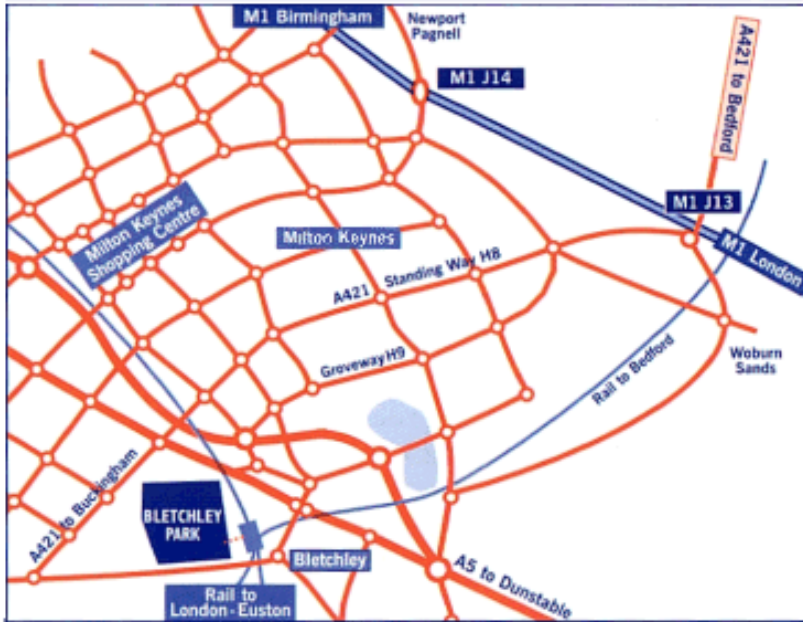 M1 Birmingham
Newport
Pagnell
M1 J14
A421 to Bedford
M1 J13
M1 London
Milton Keynes
Shopping Centre
Milton Keynes
A421
Standing Way H8
Groveway H9
Rail to Bedford
Woburn
Sands
A421 to Buckingham
BLETCHLEY
PARK
Bletchley
A5 to Dunstable
Rail to
London-Euston